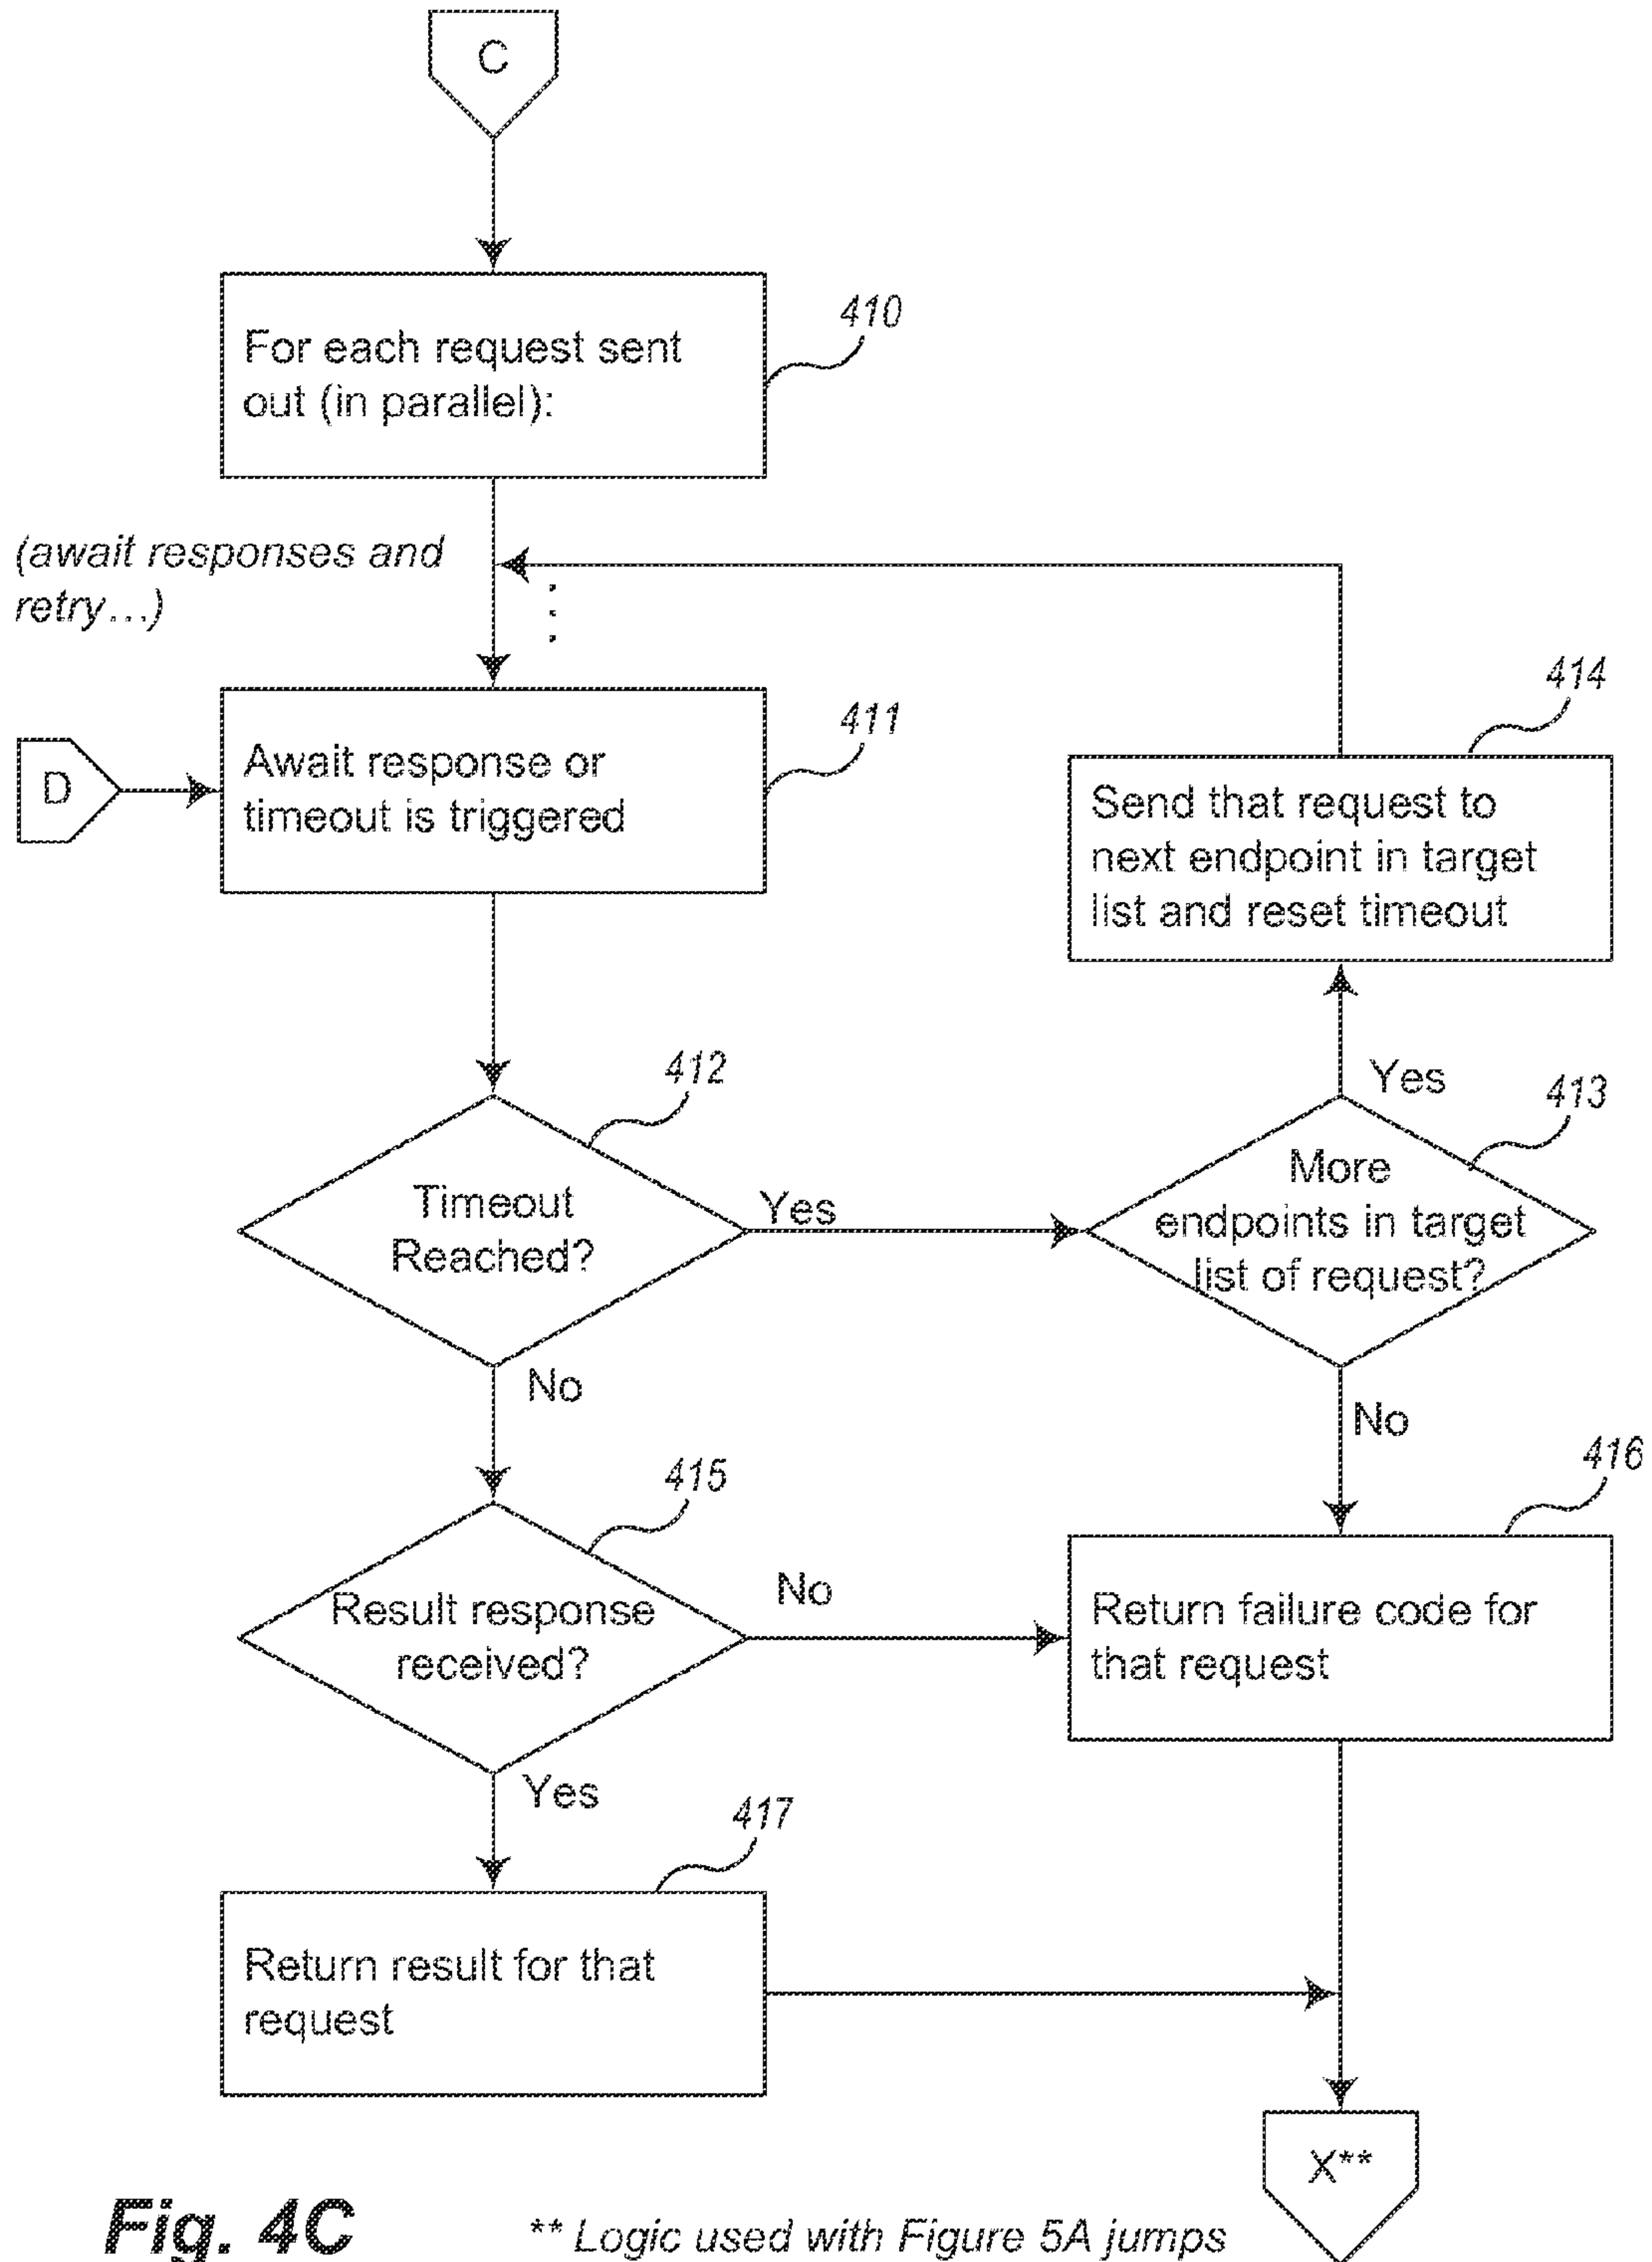 C
For each request sent
out (in parallel):
410
(await responses and
retry...)
D
Await response or
timeout is triggered
411
Send that request to
next endpoint in target
list and reset timeout
414
Timeout
Reached?
412
Yes
No
More
endpoints in target
list of request?
413
Yes
No
Result response
received?
415
No
Yes
Return failure code for
that request
416
Return result for that
request
417
X**
Fig. 4C
** Logic used with Figure 5A jumps